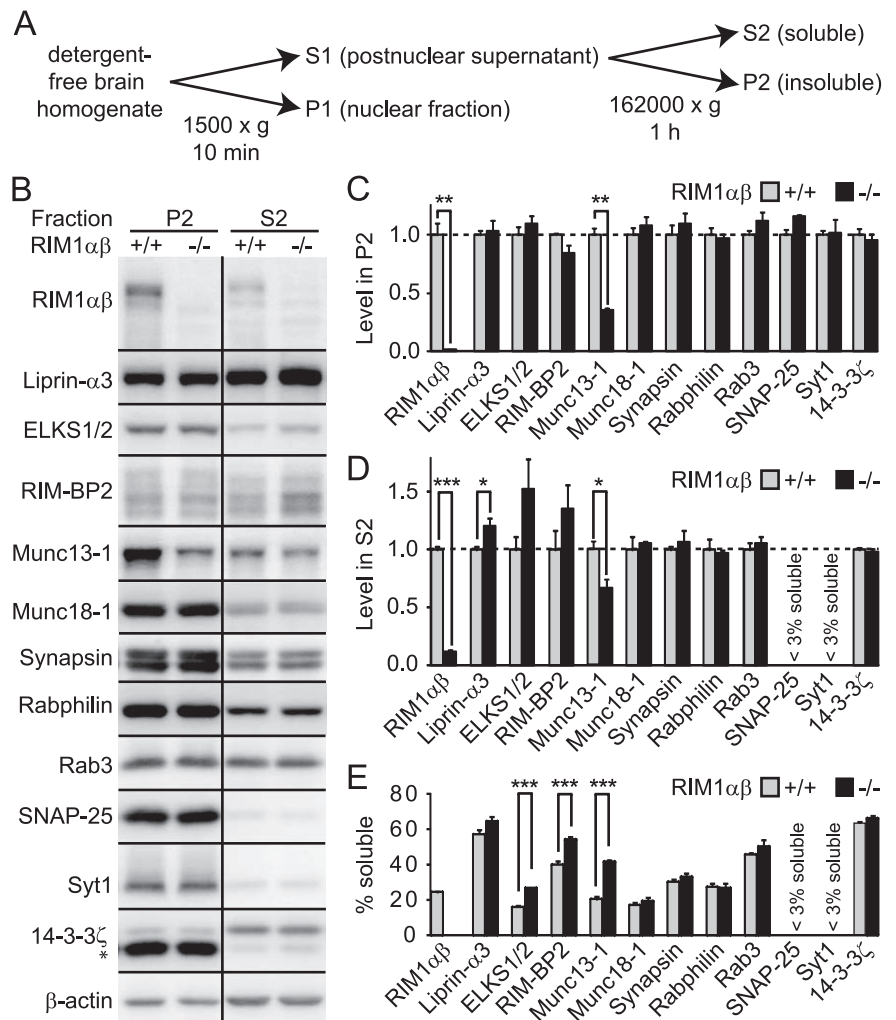 A
detergent-
free brain
homogenate
1500 x g
10 min
S1 (postnuclear supernatant)
P1 (nuclear fraction)
162000 x g
1 h
S2 (soluble)
P2 (insoluble)
B
Fraction P2 S2
RIM1αβ +/+ -/- +/+ -/-
RIM1αβ
Liprin-α3
ELKS1/2
RIM-BP2
Munc13-1
Munc18-1
Synapsin
Rabphilin
Rab3
SNAP-25
Syt1
14-3-3ζ
*
β-actin
C
RIM1αβ +/+ -/-
** **
Level in P2
1.0
0.5
0.0
RIM1αβ
Liprin-α3
ELKS1/2
RIM-BP2
Munc13-1
Munc18-1
Synapsin
Rabphilin
Rab3
SNAP-25
Syt1
14-3-3ζ
D
RIM1αβ +/+ -/-
*** * *
Level in S2
1.5
1.0
0.5
0.0
< 3% soluble
< 3% soluble
RIM1αβ
Liprin-α3
ELKS1/2
RIM-BP2
Munc13-1
Munc18-1
Synapsin
Rabphilin
Rab3
SNAP-25
Syt1
14-3-3ζ
E
RIM1αβ +/+ -/-
*** *** ***
% soluble
80
60
40
20
0
< 3% soluble
< 3% soluble
RIM1αβ
Liprin-α3
ELKS1/2
RIM-BP2
Munc13-1
Munc18-1
Synapsin
Rabphilin
Rab3
SNAP-25
Syt1
14-3-3ζ